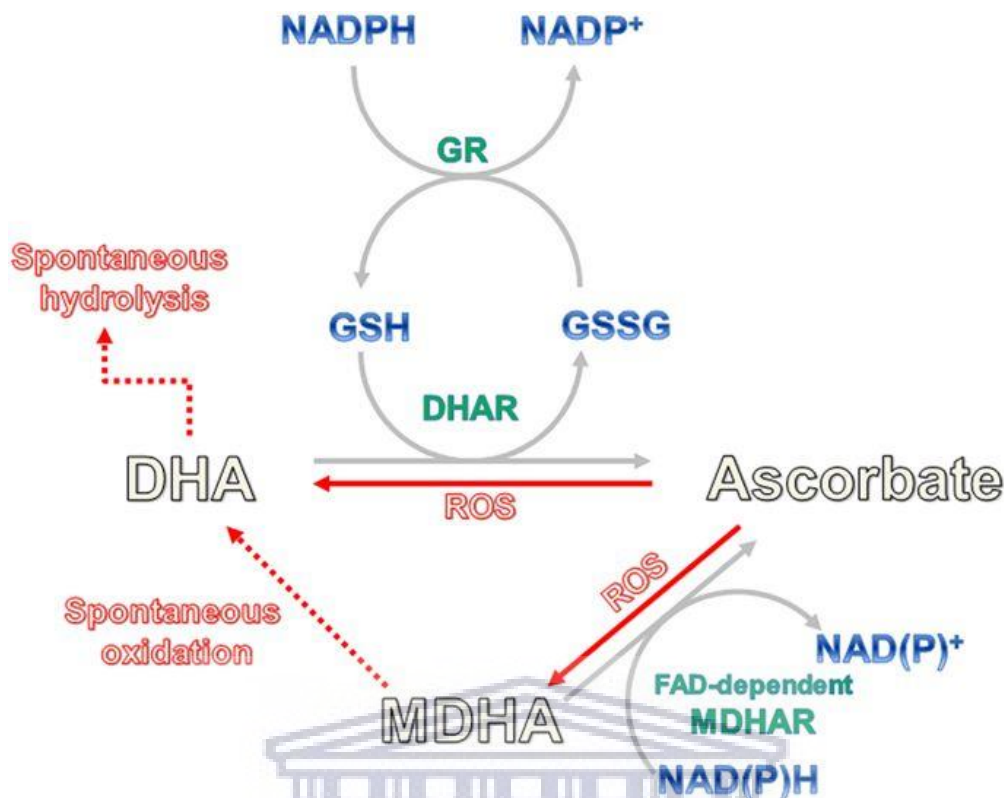 NADPH
NADP⁺
GR
Spontaneous
hydrolysis
GSH
GSSG
DHAR
DHA
Ascorbate
ROS
ROS
Spontaneous
oxidation
NAD(P)⁺
FAD-dependent
MDHAR
MDHA
NAD(P)H